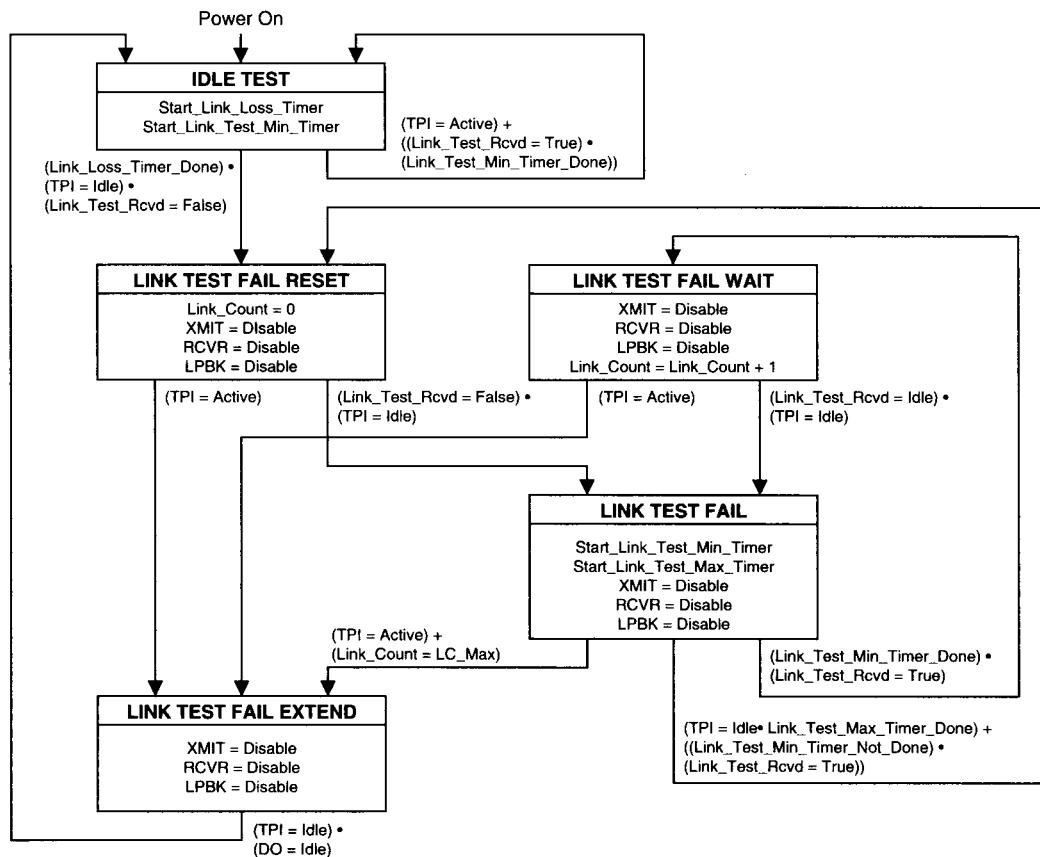 Power On
IDLE TEST
Start_Link_Loss_Timer
Start_Link_Test_Min_Timer
(TPI = Active) +
((Link_Test_Rcvd = True) •
(Link_Test_Min_Timer_Done))
(Link_Loss_Timer_Done) •
(TPI = Idle) •
(Link_Test_Rcvd = False)
LINK TEST FAIL RESET
Link_Count = 0
XMIT = DIsable
RCVR = Disable
LPBK = Disable
LINK TEST FAIL WAIT
XMIT = Disable
RCVR = Disable
LPBK = Disable
Link_Count = Link_Count + 1
(TPI = Active)
(Link_Test_Rcvd = False) •
(TPI = Idle)
(TPI = Active)
(Link_Test_Rcvd = Idle) •
(TPI = Idle)
LINK TEST FAIL
Start_Link_Test_Min_Timer
Start_Link_Test_Max_Timer
XMIT = Disable
RCVR = Disable
LPBK = Disable
(TPI = Active) +
(Link_Count = LC_Max)
(Link_Test_Min_Timer_Done) •
(Link_Test_Rcvd = True)
LINK TEST FAIL EXTEND
XMIT = Disable
RCVR = Disable
LPBK = Disable
(TPI = Idle• Link_Test_Max_Timer_Done) +
((Link_Test_Min_Timer_Not_Done) •
(Link_Test_Rcvd = True))
(TPI = Idle) •
(DO = Idle)